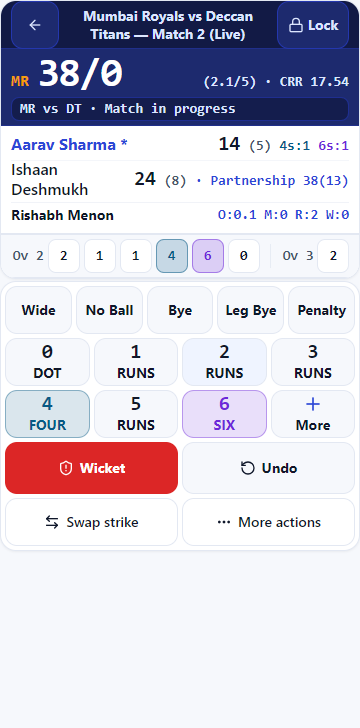 Mumbai Royals vs Deccan
Titans — Match 2 (Live)
Lock
MR 38/0 (2.1/5) · CRR 17.54
MR vs DT · Match in progress
Aarav Sharma * 14 (5) 4s:1 6s:1
Ishaan
Deshmukh 24 (8) · Partnership 38(13)
Rishabh Menon O:0.1 M:0 R:2 W:0
Ov 2 2 1 1 4 6 0 Ov 3 2
Wide No Ball Bye Leg Bye Penalty
0 1 2 3
DOT RUNS RUNS RUNS
4 5 6 +
FOUR RUNS SIX More
Wicket Undo
Swap strike More actions